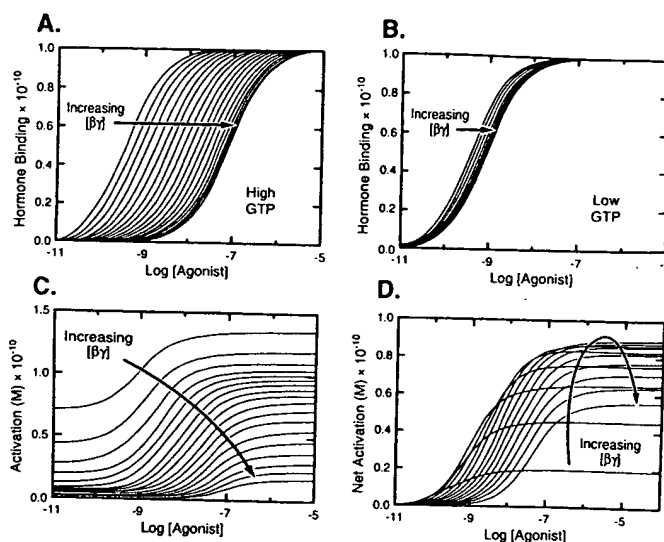 A.
Hormone Binding × 10⁻¹⁰
1.0
0.8
0.6
0.4
0.2
0.0
Increasing
[βγ]
High
GTP
-11
-9
-7
-5
Log [Agonist]
B.
Hormone Binding × 10⁻¹⁰
1.0
0.8
0.6
0.4
0.2
0.0
Increasing
[βγ]
Low
GTP
-11
-9
-7
-5
Log [Agonist]
C.
Activation (M) × 10⁻¹⁰
1.5
1.0
0.5
0.0
Increasing
[βγ]
-11
-9
-7
-5
Log [Agonist]
D.
Net Activation (M) × 10⁻¹⁰
1.0
0.8
0.6
0.4
0.2
0.0
Increasing
[βγ]
-11
-9
-7
-5
Log [Agonist]